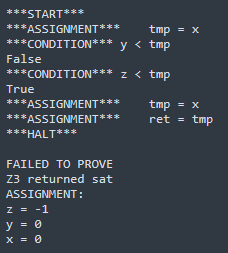 ***START***
***ASSIGNMENT***    tmp = x
***CONDITION*** y < tmp
False
***CONDITION*** z < tmp
True
***ASSIGNMENT***    tmp = x
***ASSIGNMENT***    ret = tmp
***HALT***

FAILED TO PROVE
Z3 returned sat
ASSIGNMENT:
z = -1
y = 0
x = 0